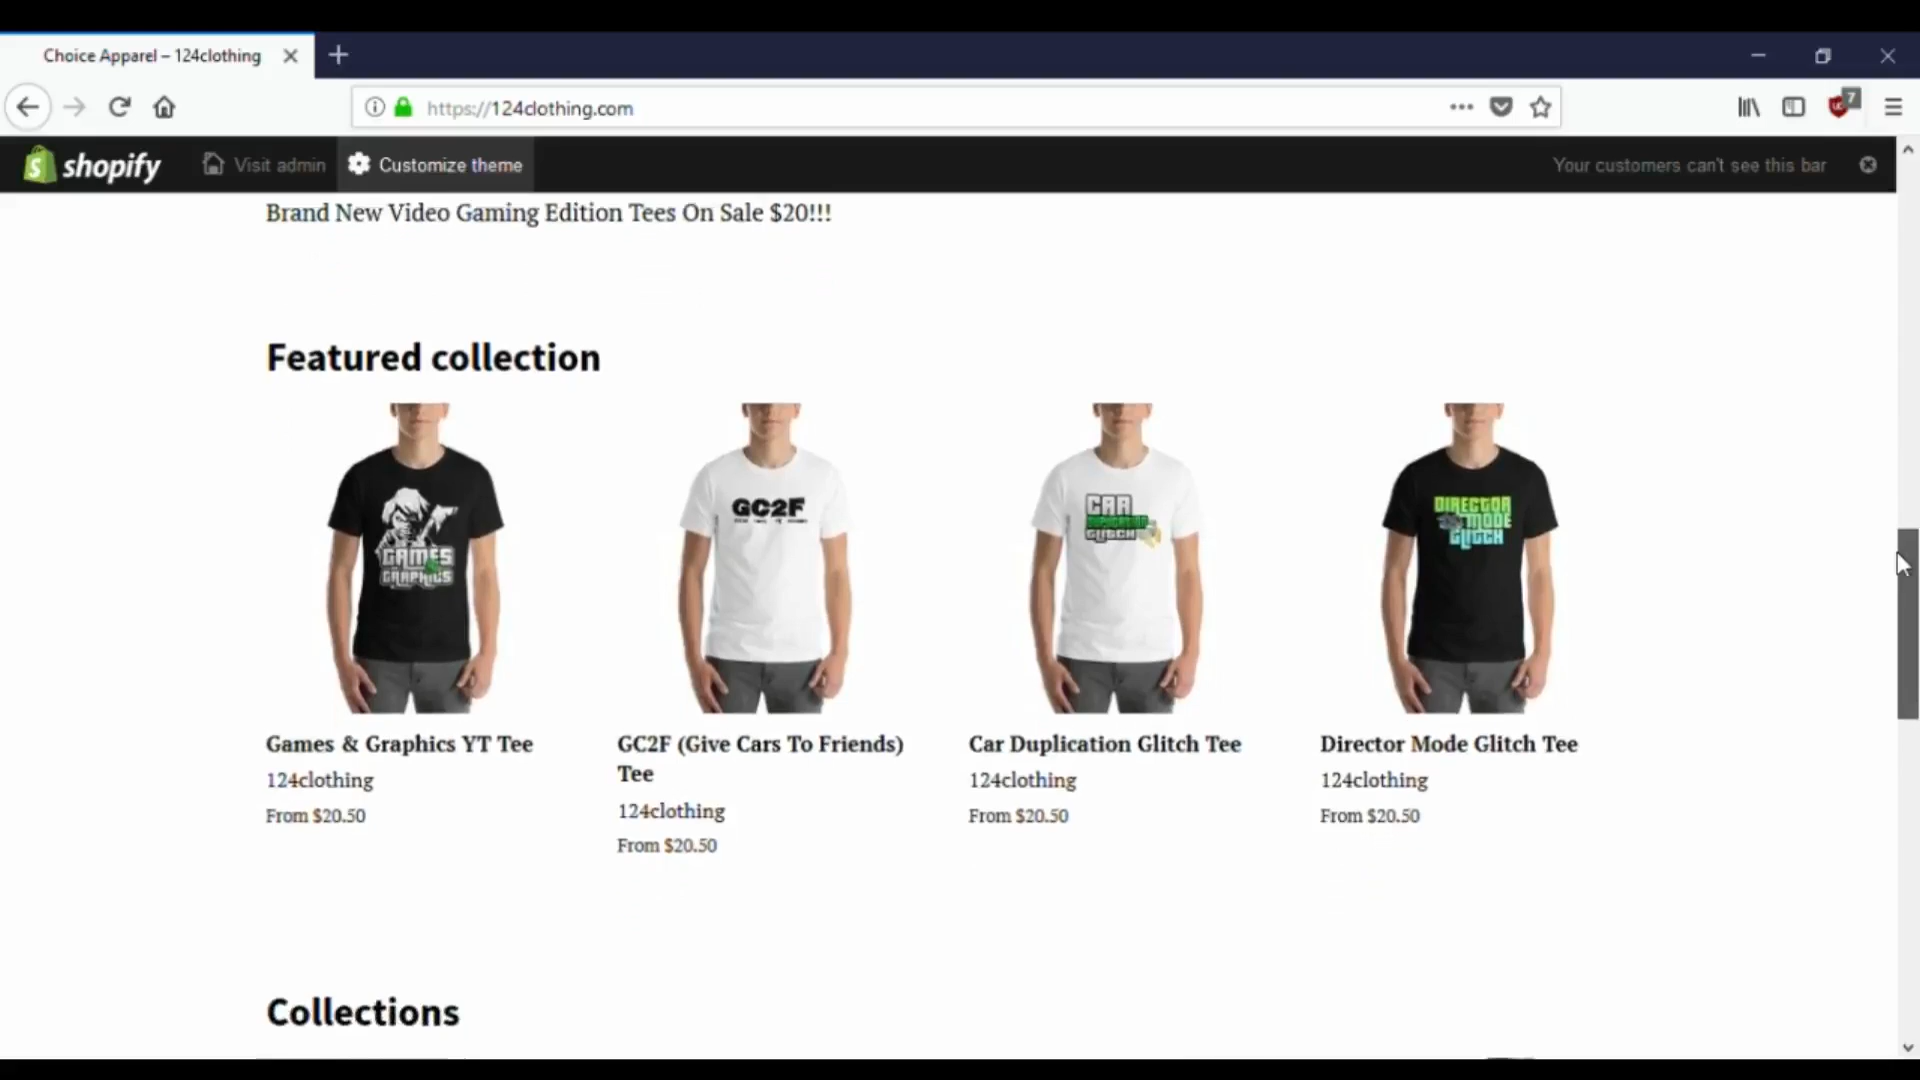 Choice Apparel – 124clothing
https://124clothing.com
7
shopify
Visit admin
Customize theme
Your customers can't see this bar
Brand New Video Gaming Edition Tees On Sale $20!!!
Featured collection
GAMES
GRAPHICS
GC2F
CAR
GLITCH
DIRECTOR
MODE
GLITCH
Games & Graphics YT Tee
124clothing
From $20.50
GC2F (Give Cars To Friends)
Tee
124clothing
From $20.50
Car Duplication Glitch Tee
124clothing
From $20.50
Director Mode Glitch Tee
124clothing
From $20.50
Collections